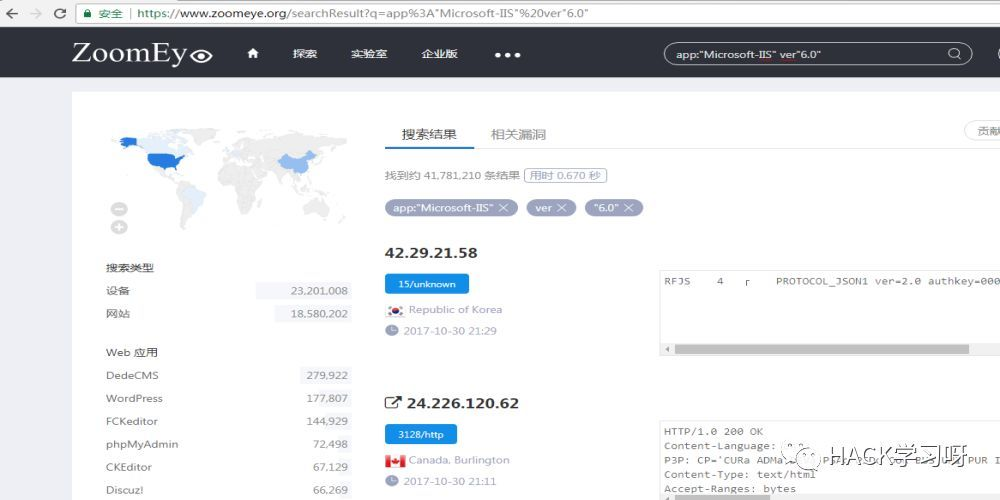 安全 https://www.zoomeye.org/searchResult?q=app%3A"Microsoft-IIS"%20ver"6.0"
ZoomEye
探索
实验室
企业版
•••
app:"Microsoft-IIS" ver"6.0"
搜索结果
相关漏洞
贡献
找到约 41,781,210 条结果
用时 0.670 秒
app:"Microsoft-IIS" ×
ver ×
"6.0" ×
搜索类型
设备 23,201,008
网站 18,580,202
Web 应用
DedeCMS 279,922
WordPress 177,807
FCKeditor 144,929
phpMyAdmin 72,498
CKEditor 67,129
Discuz! 66,269
42.29.21.58
15/unknown
Republic of Korea
2017-10-30 21:29
RFJS 4 r PROTOCOL_JSON1 ver=2.0 authkey=000
24.226.120.62
3128/http
Canada, Burlington
2017-10-30 21:11
HTTP/1.0 200 OK
Content-Language:
P3P: CP='CURa ADMa PUR I
Content-Type: text/html
Accept-Ranges: bytes
HACK学习呀